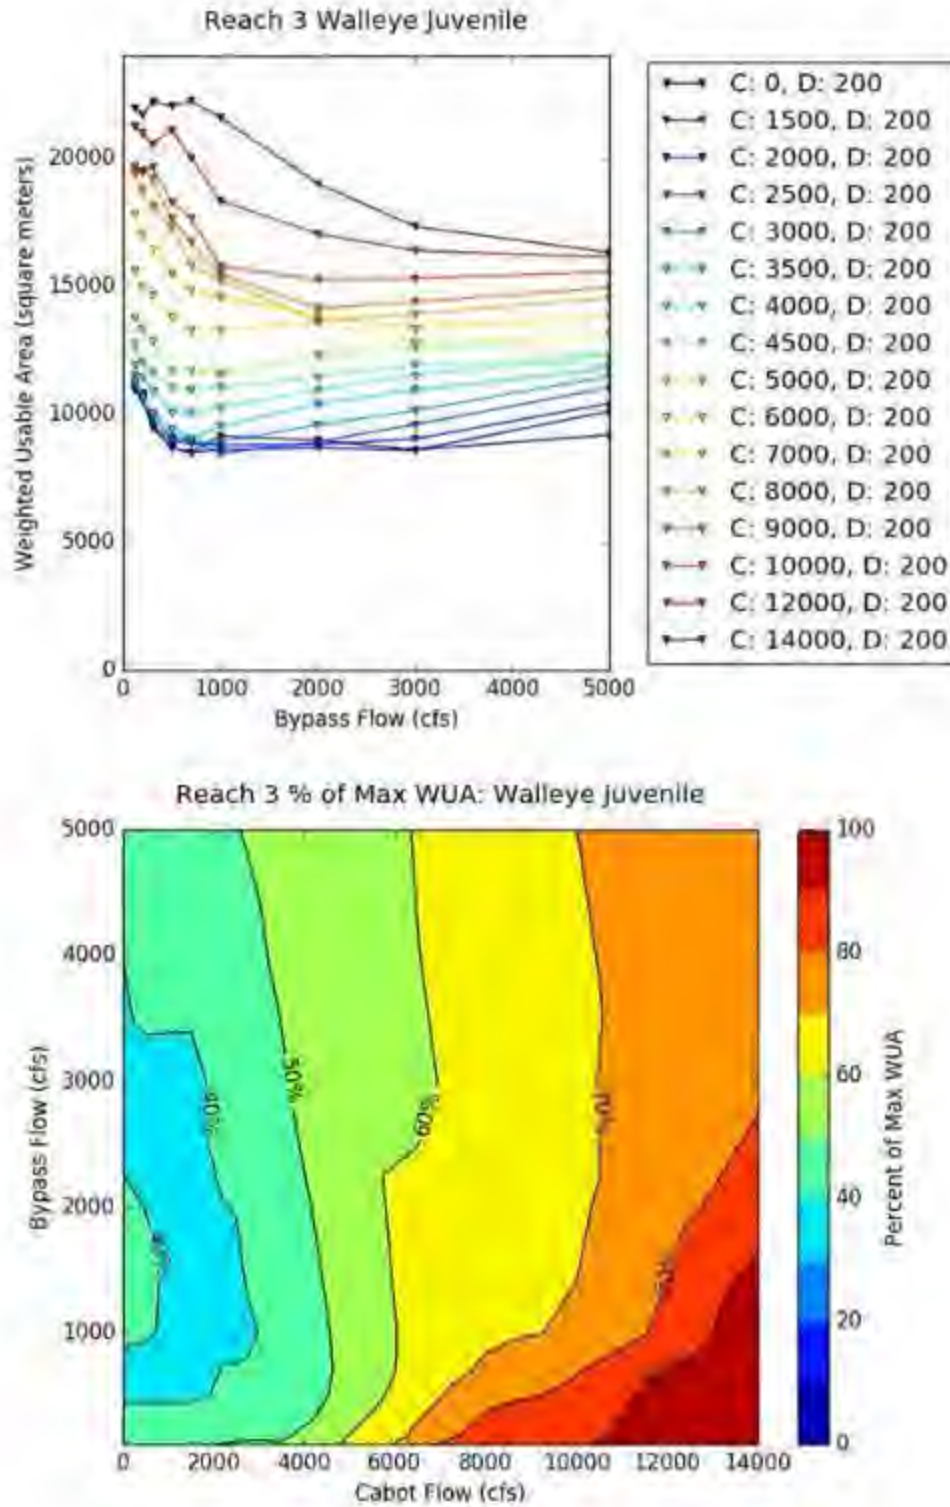 Reach 3 Walleye Juvenile
Weighted Usable Area (square meters)
20000
15000
10000
5000
0
0 1000 2000 3000 4000 5000
Bypass Flow (cfs)
C: 0, D: 200
C: 1500, D: 200
C: 2000, D: 200
C: 2500, D: 200
C: 3000, D: 200
C: 3500, D: 200
C: 4000, D: 200
C: 4500, D: 200
C: 5000, D: 200
C: 6000, D: 200
C: 7000, D: 200
C: 8000, D: 200
C: 9000, D: 200
C: 10000, D: 200
C: 12000, D: 200
C: 14000, D: 200
Reach 3 % of Max WUA: Walleye Juvenile
Bypass Flow (cfs)
5000
4000
3000
2000
1000
40%
50%
60%
70%
0 2000 4000 6000 8000 10000 12000 14000
Cabot Flow (cfs)
100
80
60
40
20
0
Percent of Max WUA